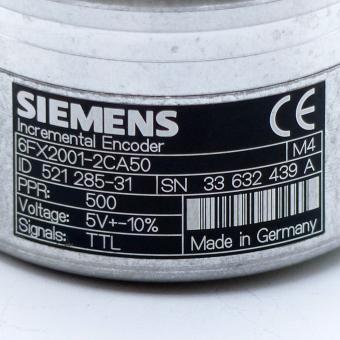 SIEMENS CE
Incremental Encoder
6FX2001-2CA50 M4
ID 521 285-31 SN 33 632 439 A
PPR: 500
Voltage: 5V+-10%
Signals: TTL Made in Germany